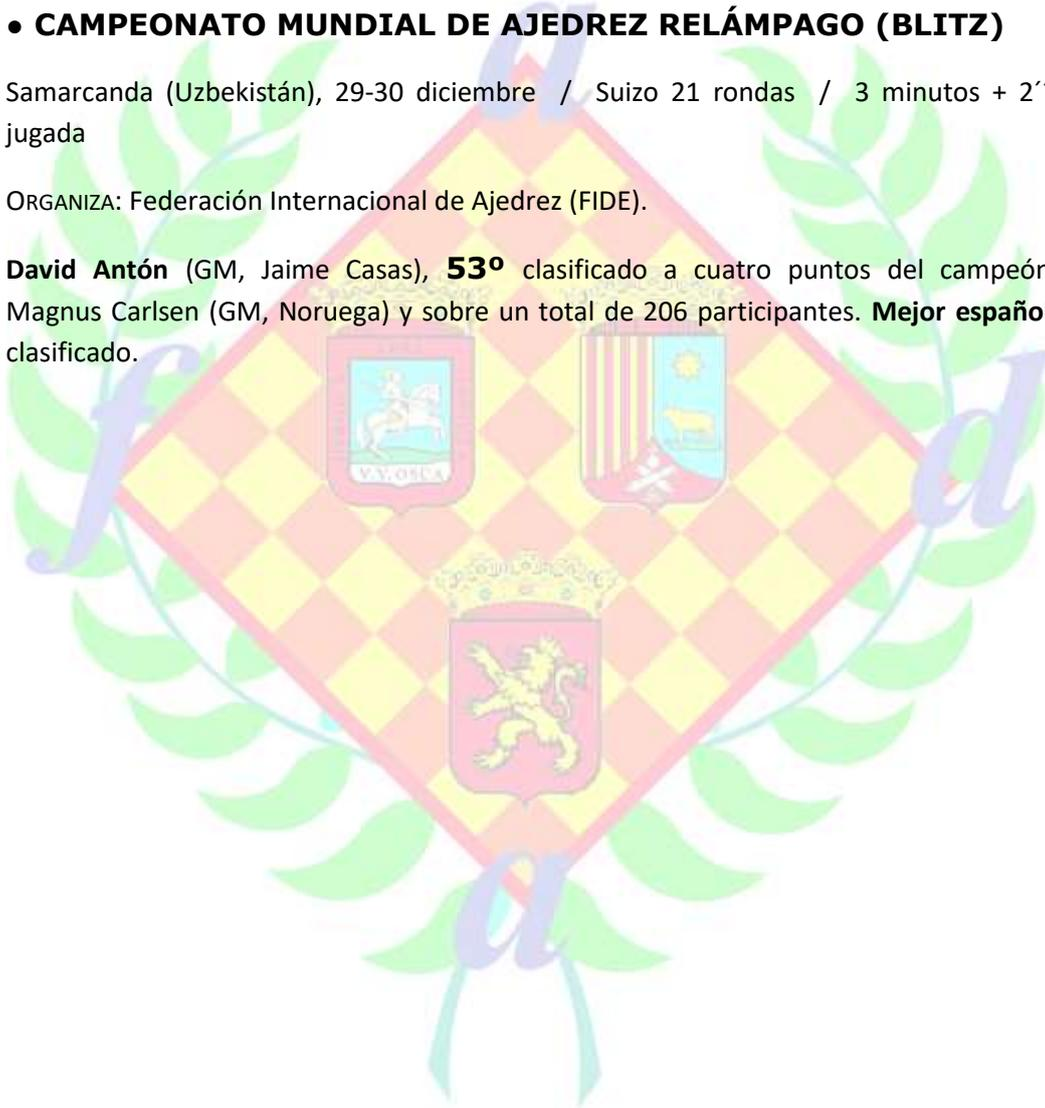 • CAMPEONATO MUNDIAL DE AJEDREZ RELÁMPAGO (BLITZ)
Samarcanda (Uzbekistán), 29-30 diciembre / Suizo 21 rondas / 3 minutos + 2´´
jugada
ORGANIZA: Federación Internacional de Ajedrez (FIDE).
David Antón (GM, Jaime Casas), 53º clasificado a cuatro puntos del campeón
Magnus Carlsen (GM, Noruega) y sobre un total de 206 participantes. Mejor españo
clasificado.
a
f
d
V.V.OSCA
a